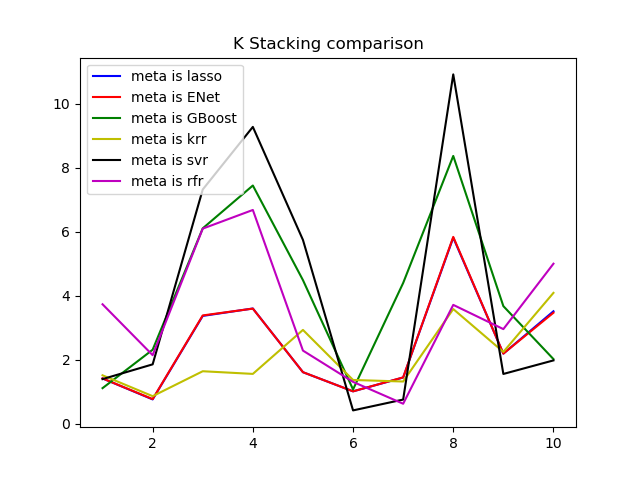 K Stacking comparison
meta is lasso
meta is ENet
meta is GBoost
meta is krr
meta is svr
meta is rfr
10
8
6
4
2
0
2 4 6 8 10